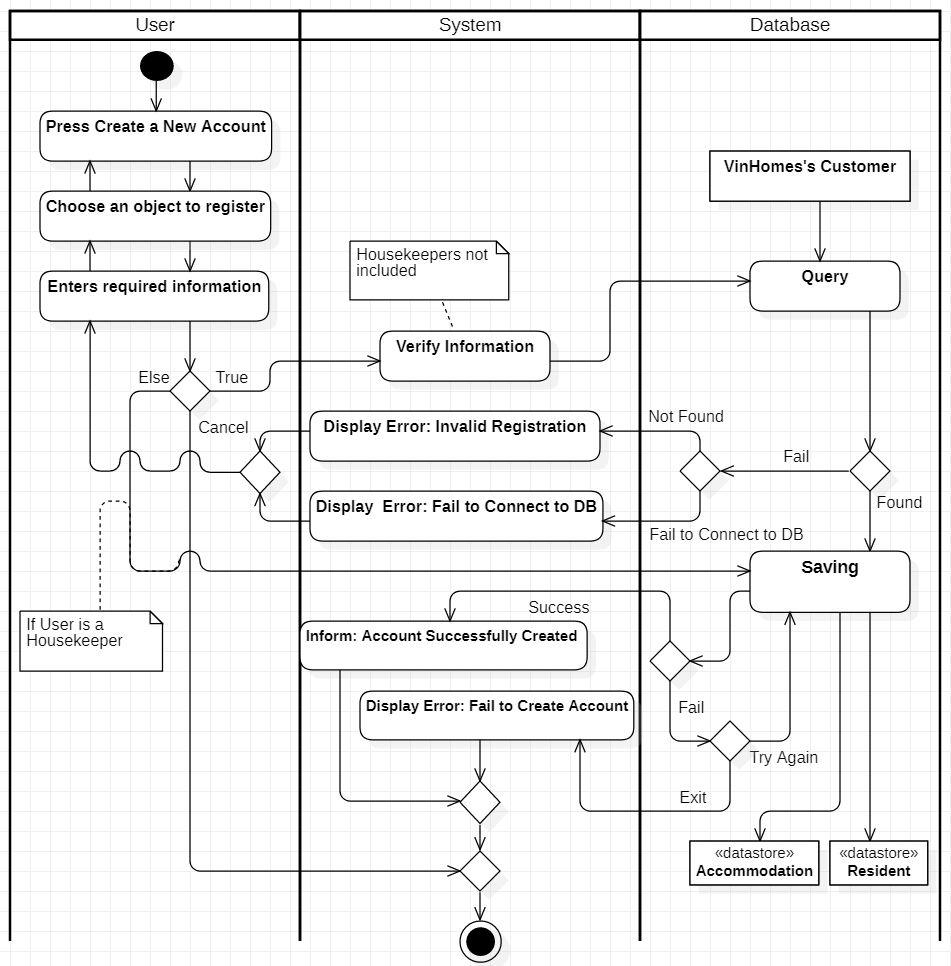 User
System
Database
Press Create a New Account
Choose an object to register
Enters required information
VinHomes's Customer
Query
Housekeepers not
included
Verify Information
Else
True
Cancel
Display Error: Invalid Registration
Not Found
Fail
Found
Display  Error: Fail to Connect to DB
Fail to Connect to DB
Saving
Success
If User is a
Housekeeper
Inform: Account Successfully Created
Display Error: Fail to Create Account
Fail
Try Again
Exit
«datastore»
Accommodation
«datastore»
Resident